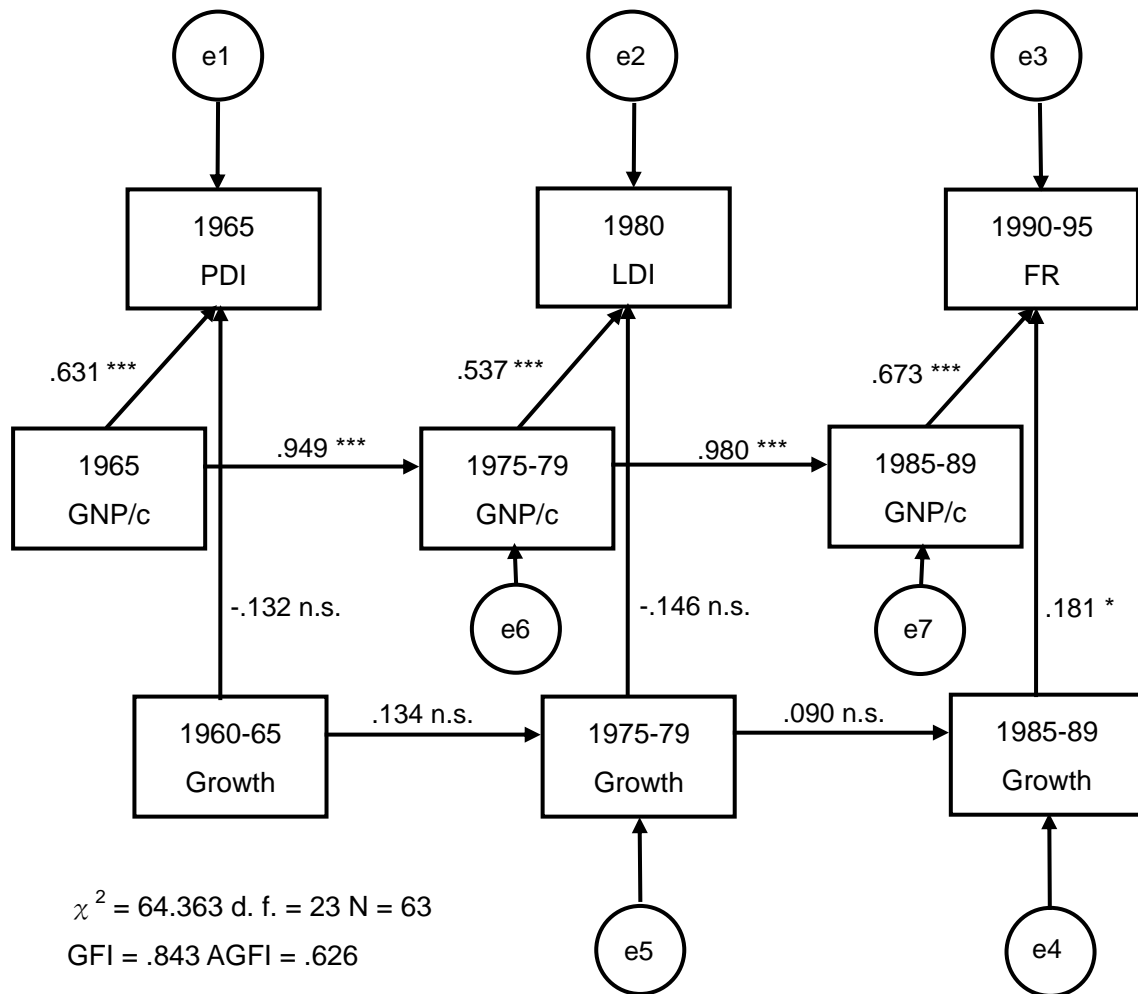 e1
e2
e3
1965
PDI
1980
LDI
1990-95
FR
.631 ***
.537 ***
.673 ***
1965
GNP/c
.949 ***
1975-79
GNP/c
.980 ***
1985-89
GNP/c
-.132 n.s.
e6
-.146 n.s.
e7
.181 *
1960-65
Growth
.134 n.s.
1975-79
Growth
.090 n.s.
1985-89
Growth
χ 2 = 64.363 d. f. = 23 N = 63
GFI = .843 AGFI = .626
e5
e4